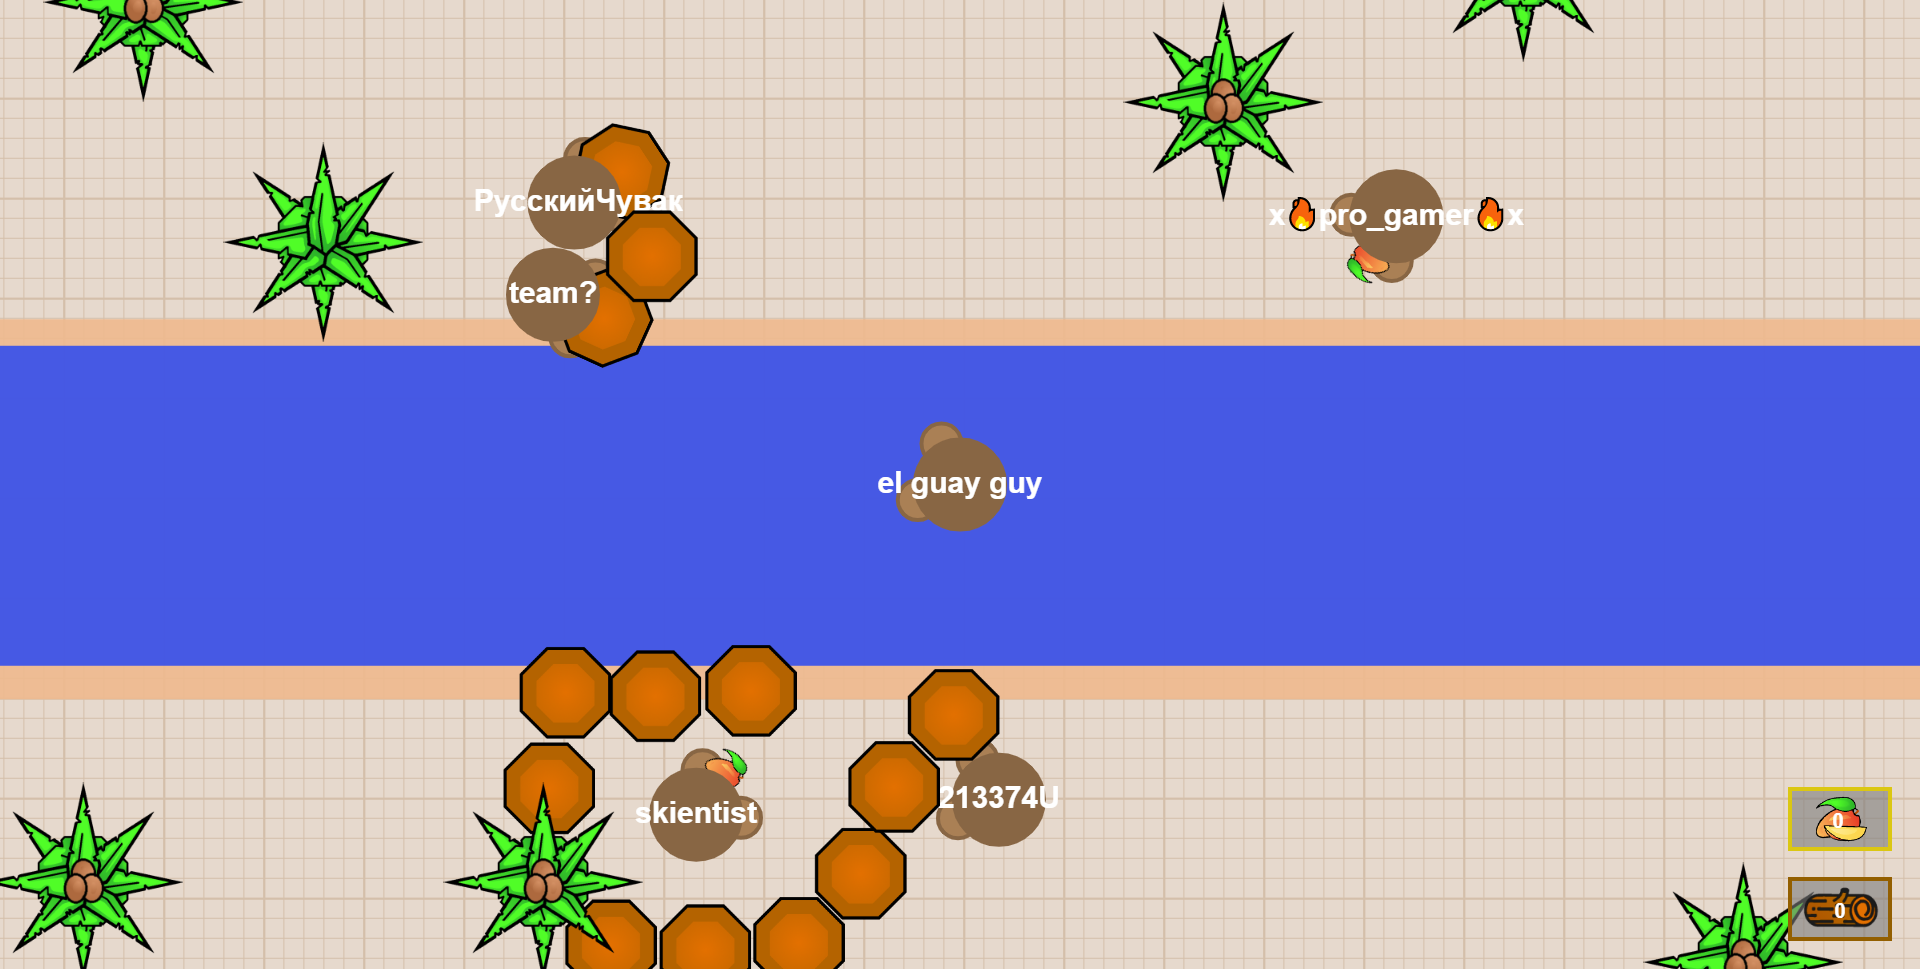 РусскийЧувак
x🔥pro_gamer🔥x
team?
el guay guy
213374U
skientist
0
0